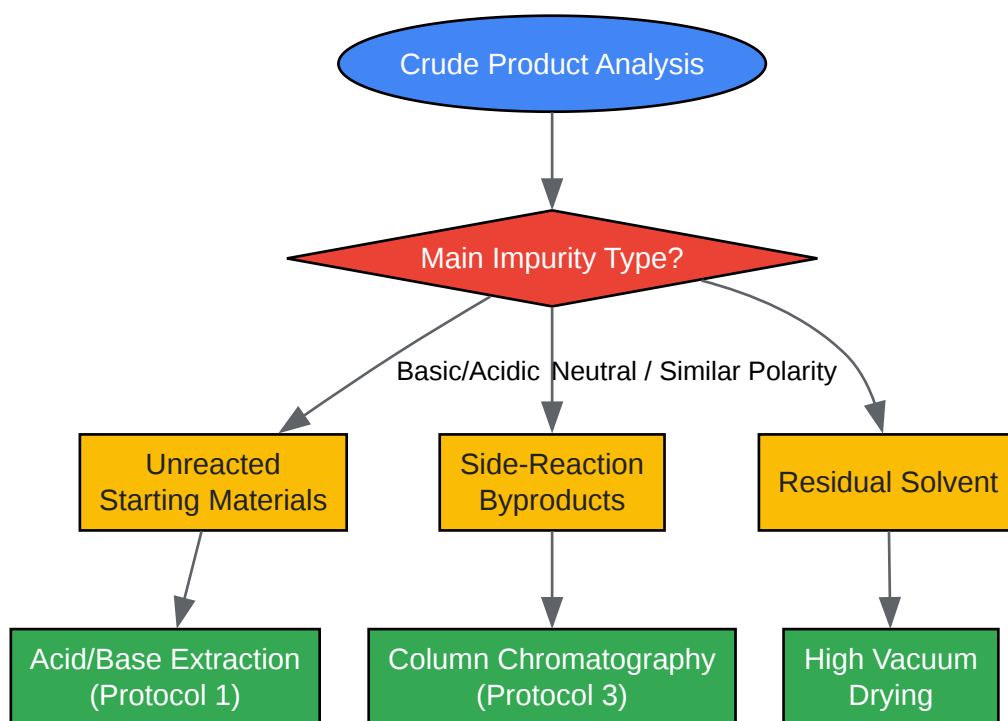 Crude Product Analysis
Main Impurity Type?
Basic/Acidic
Neutral / Similar Polarity
Unreacted
Starting Materials
Side-Reaction
Byproducts
Residual Solvent
Acid/Base Extraction
(Protocol 1)
Column Chromatography
(Protocol 3)
High Vacuum
Drying